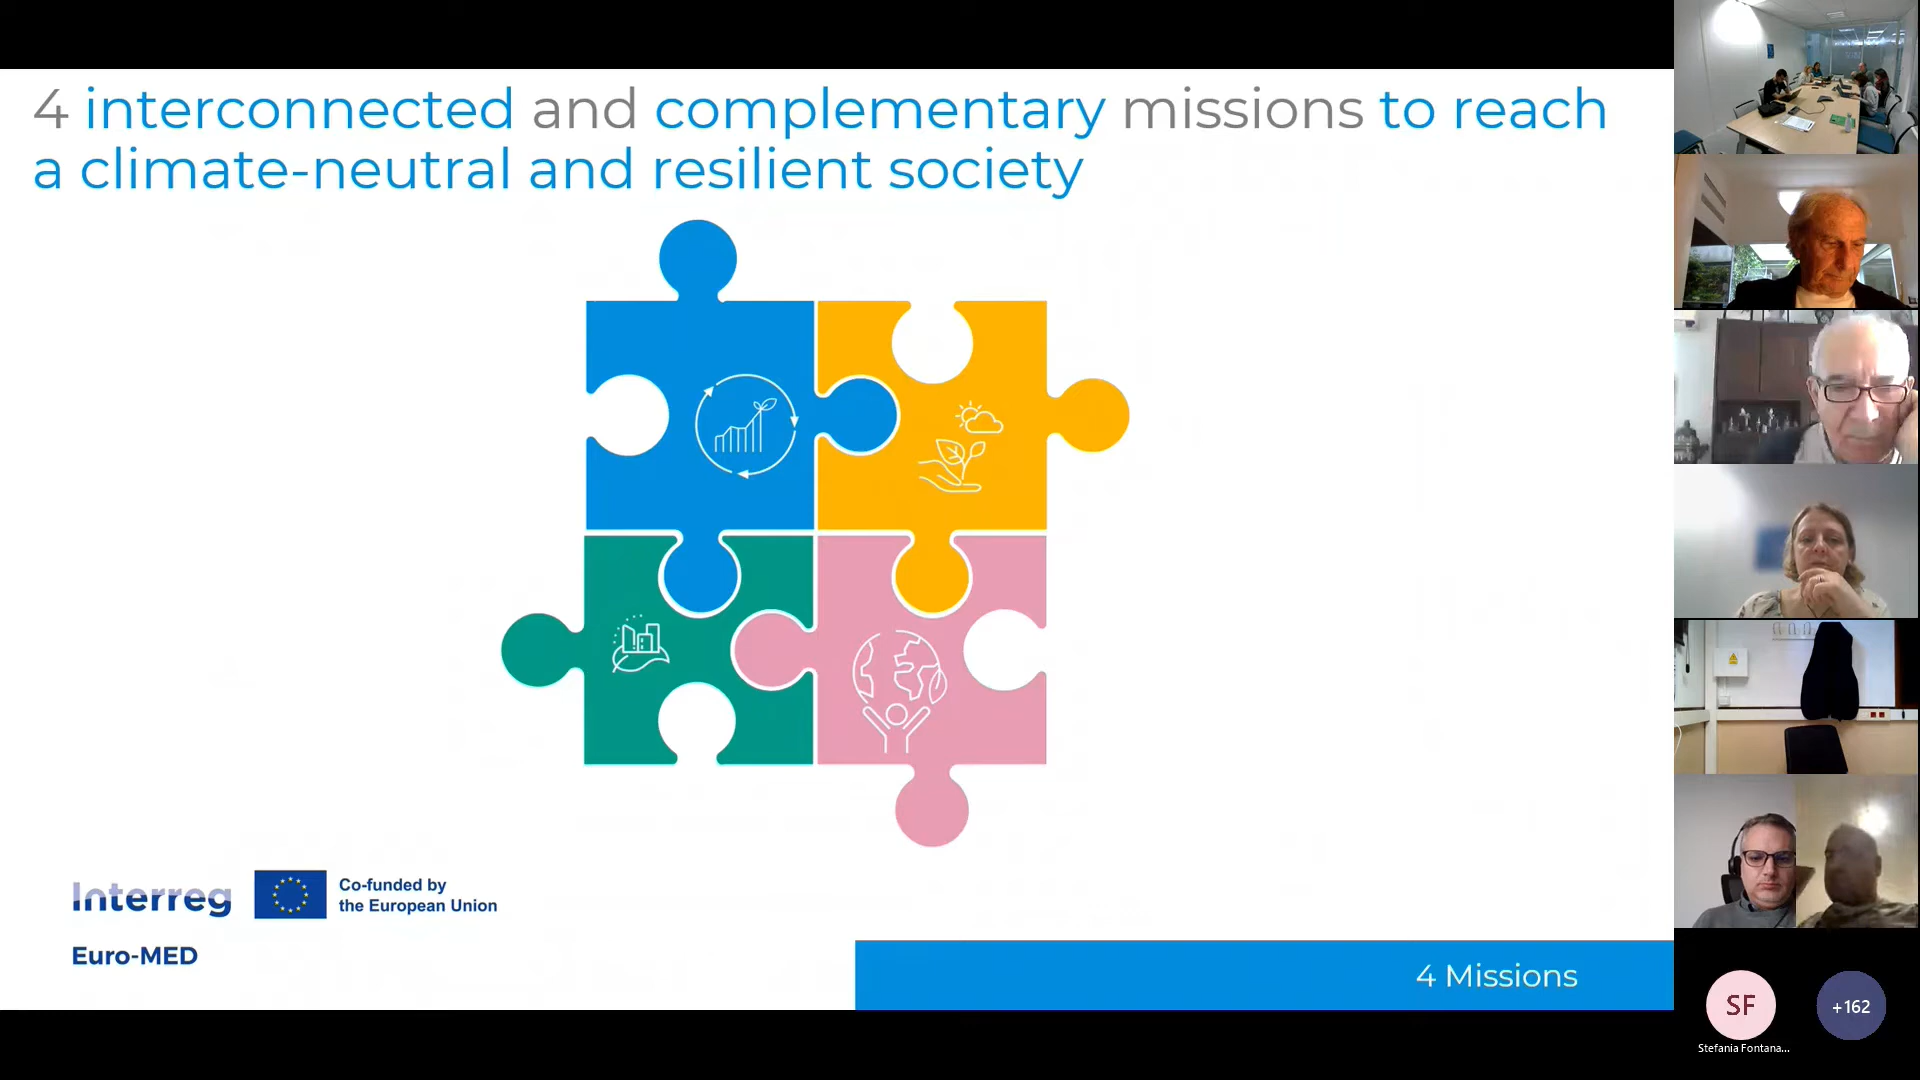 4 interconnected and complementary missions to reach
a climate-neutral and resilient society
Interreg
Co-funded by
the European Union
Euro-MED
4 Missions
SF
+162
Stefania Fontana...